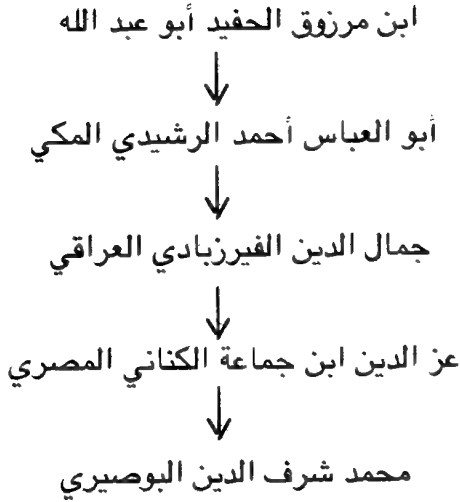 ابن مرزوق الحفيد أبو عبد الله
أبو العباس أحمد الرشيدي المكي
جمال الدين الفيرزبادي العراقي
عز الدين ابن جماعة الكناني المصري
محمد شرف الدين البوصيري